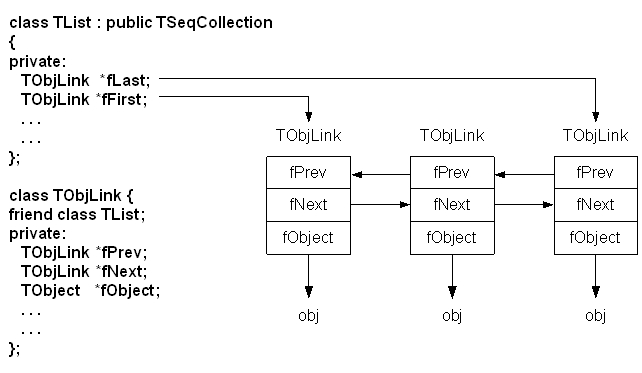 class TList : public TSeqCollection
{
private:
TObjLink *fLast;
TObjLink *fFirst;
. . .
. . .
};
class TObjLink {
friend class TList;
private:
TObjLink *fPrev;
TObjLink *fNext;
TObject *fObject;
. . .
. . .
};
TObjLink TObjLink TObjLink
fPrev fPrev fPrev
fNext fNext fNext
fObject fObject fObject
obj obj obj